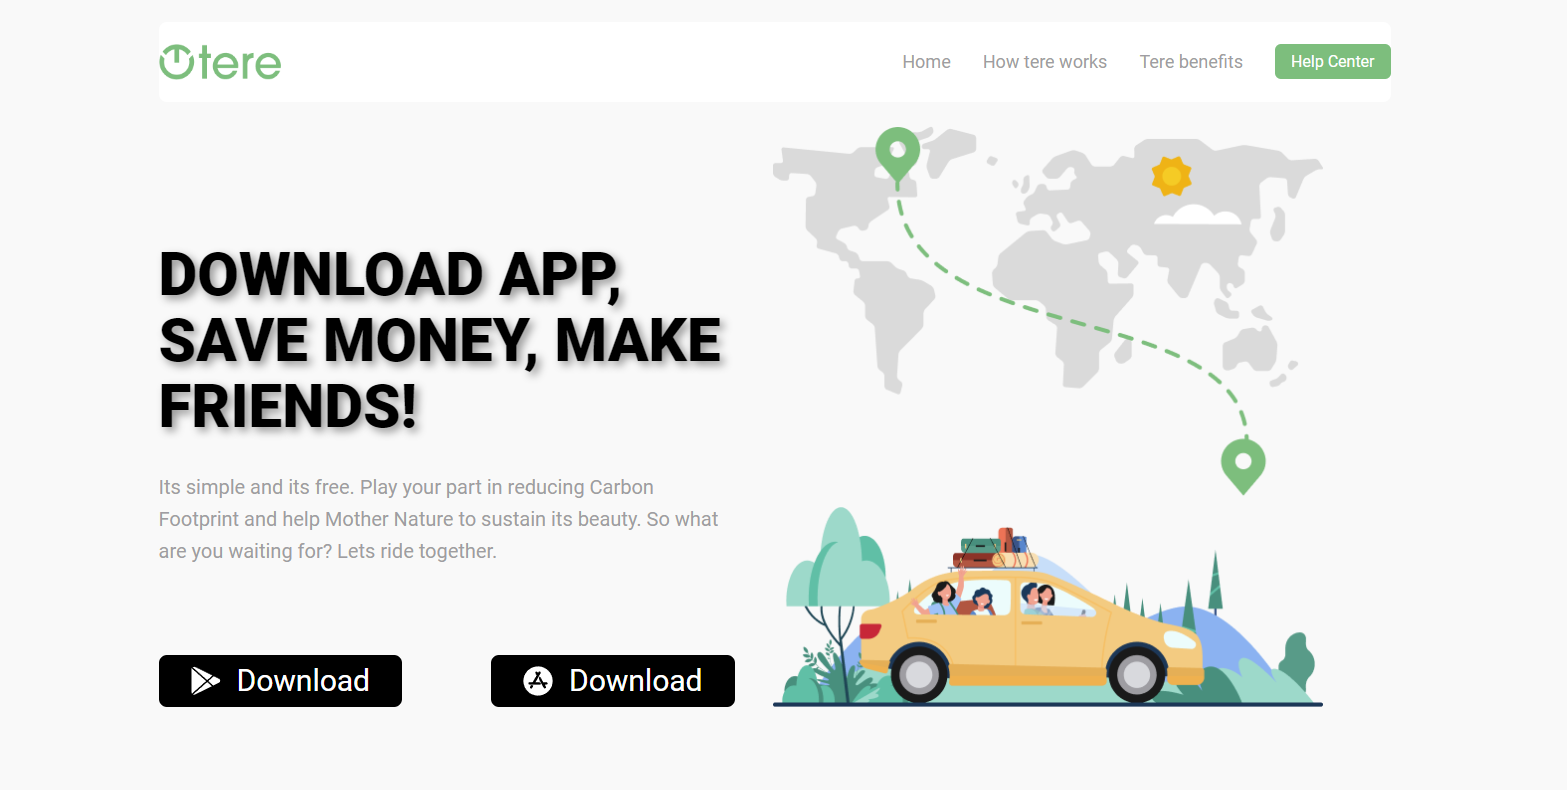 tere
Home
How tere works
Tere benefits
Help Center
DOWNLOAD APP,
SAVE MONEY, MAKE
FRIENDS!
Its simple and its free. Play your part in reducing Carbon
Footprint and help Mother Nature to sustain its beauty. So what
are you waiting for? Lets ride together.
Download
Download